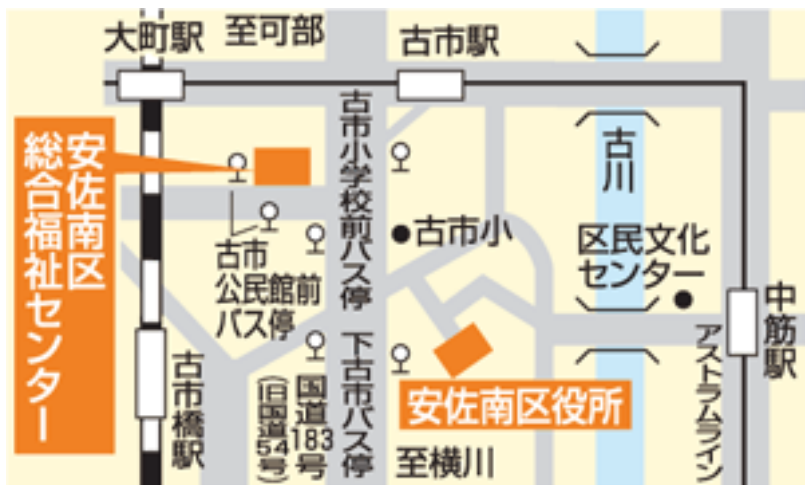 大町駅
至可部
古市駅
安佐南区
総合福祉センター
古市小学校前バス停
古川
古市
公民館前
バス停
古市小
区民文化
センター
中筋駅
アストラムライン
古市橋駅
国道183号
(旧国道54号)
下古市バス停
安佐南区役所
至横川